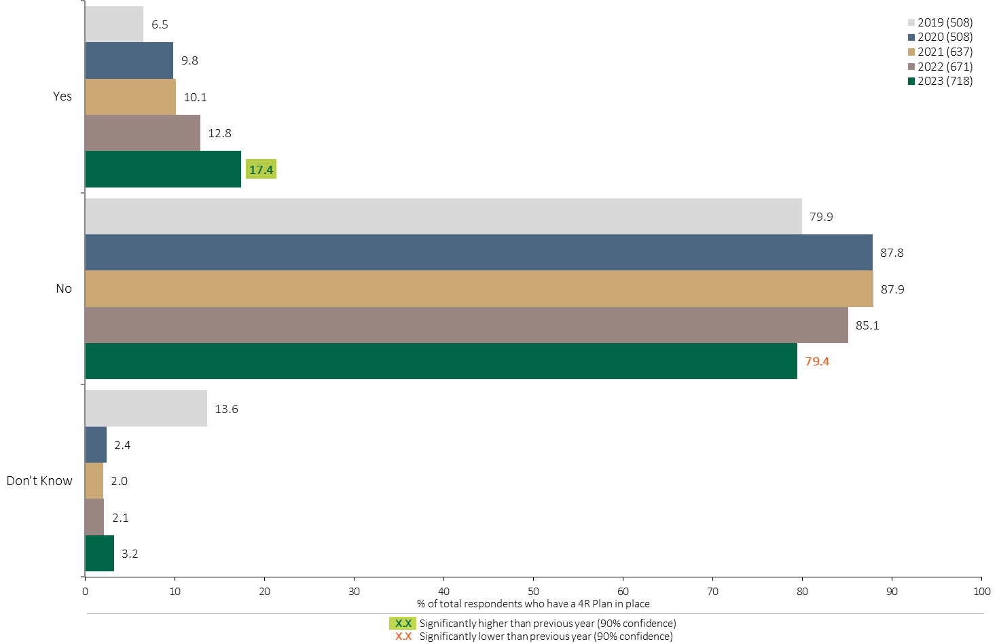 2019 (508)
2020 (508)
2021 (637)
2022 (671)
2023 (718)
Yes
6.5
9.8
10.1
12.8
17.4
No
79.9
87.8
87.9
85.1
79.4
Don't Know
13.6
2.4
2.0
2.1
3.2
0 10 20 30 40 50 60 70 80 90 100
% of total respondents who have a 4R Plan in place
X.X Significantly higher than previous year (90% confidence)
X.X Significantly lower than previous year (90% confidence)